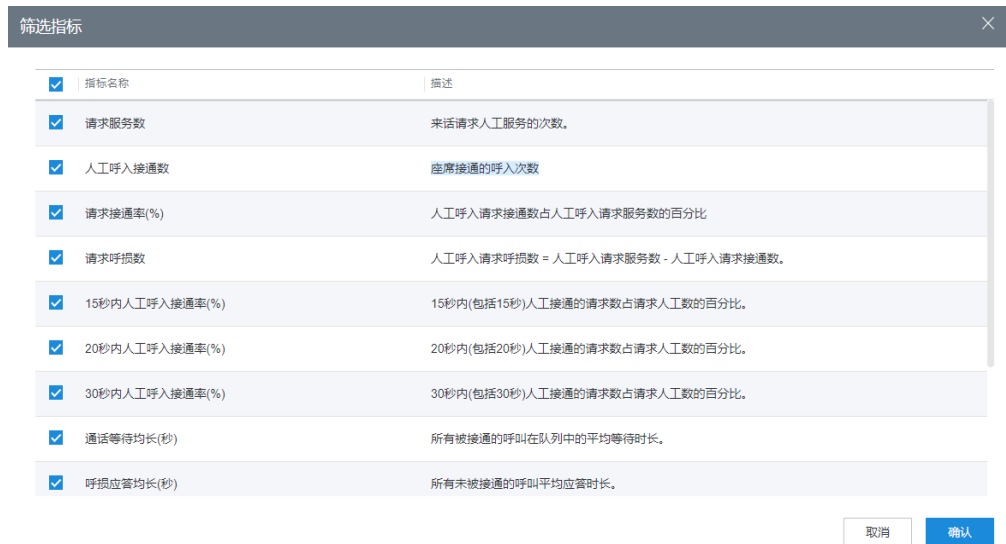 筛选指标
指标名称 描述
请求服务数 来话请求人工服务的次数。
人工呼入接通数 座席接通的呼入次数
请求接通率(%) 人工呼入请求接通数占人工呼入请求服务数的百分比
请求呼损数 人工呼入请求呼损数 = 人工呼入请求服务数 - 人工呼入请求接通数。
15秒内人工呼入接通率(%) 15秒内(包括15秒)人工接通的请求数占请求人工数的百分比。
20秒内人工呼入接通率(%) 20秒内(包括20秒)人工接通的请求数占请求人工数的百分比。
30秒内人工呼入接通率(%) 30秒内(包括30秒)人工接通的请求数占请求人工数的百分比。
通话等待均长(秒) 所有被接通的呼叫在队列中的平均等待时长。
呼损应答均长(秒) 所有未被接通的呼叫平均应答时长。
取消 确认